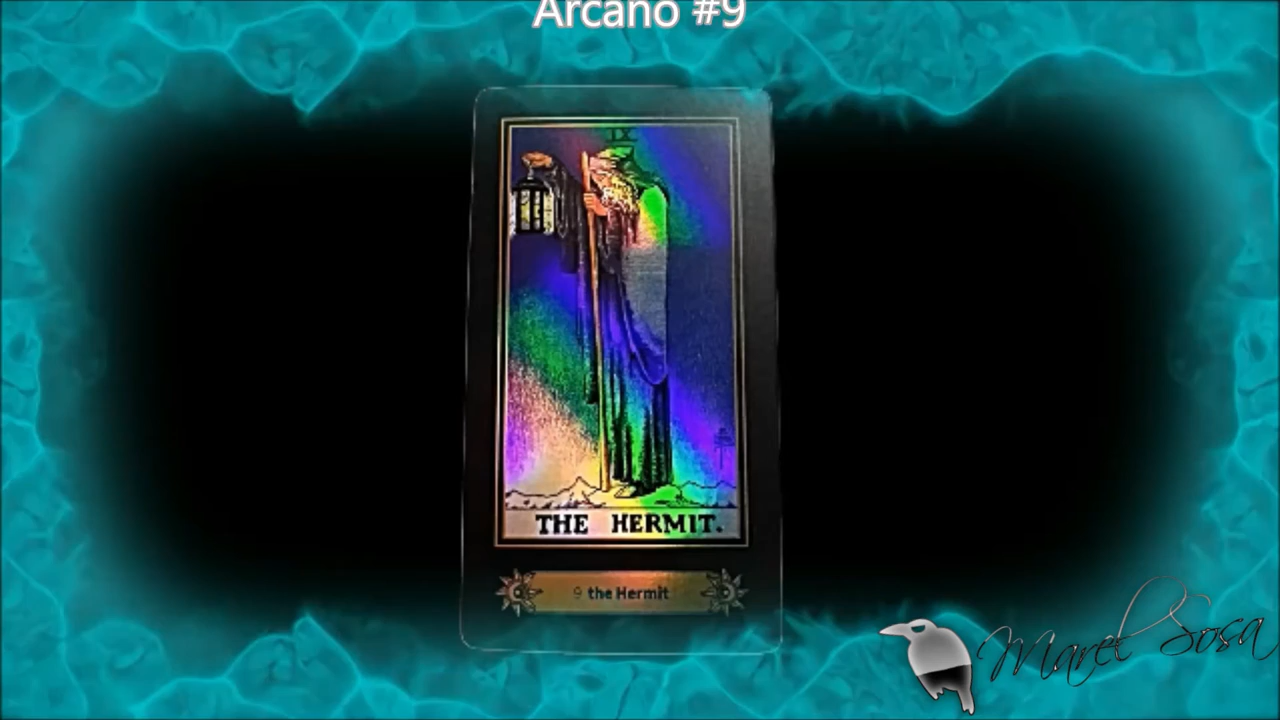 Arcano #9
IX
THE HERMIT.
9 the Hermit
Marel Sosa